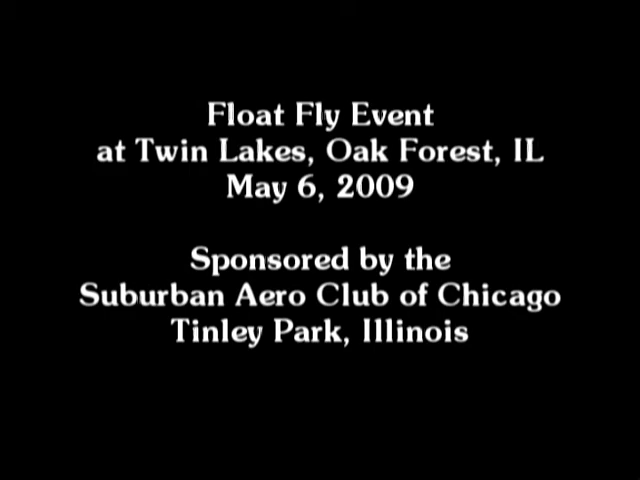 Float Fly Event
at Twin Lakes, Oak Forest, IL
May 6, 2009
Sponsored by the
Suburban Aero Club of Chicago
Tinley Park, Illinois